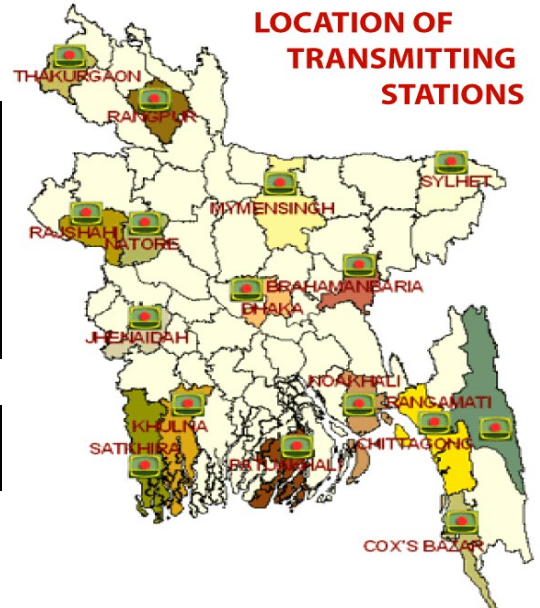 LOCATION OF
TRANSMITTING
STATIONS
THAKURGAON
RANGPUR
SYLHET
MYMENSINGH
RAJSHAHI
NATORE
BRAHAMANBARIA
DHAKA
JHENAIDAH
NOAKHALI
RANGAMATI
KHULNA
CHITTAGONG
SATKHIRA
PATUAKHALI
COX'S BAZAR